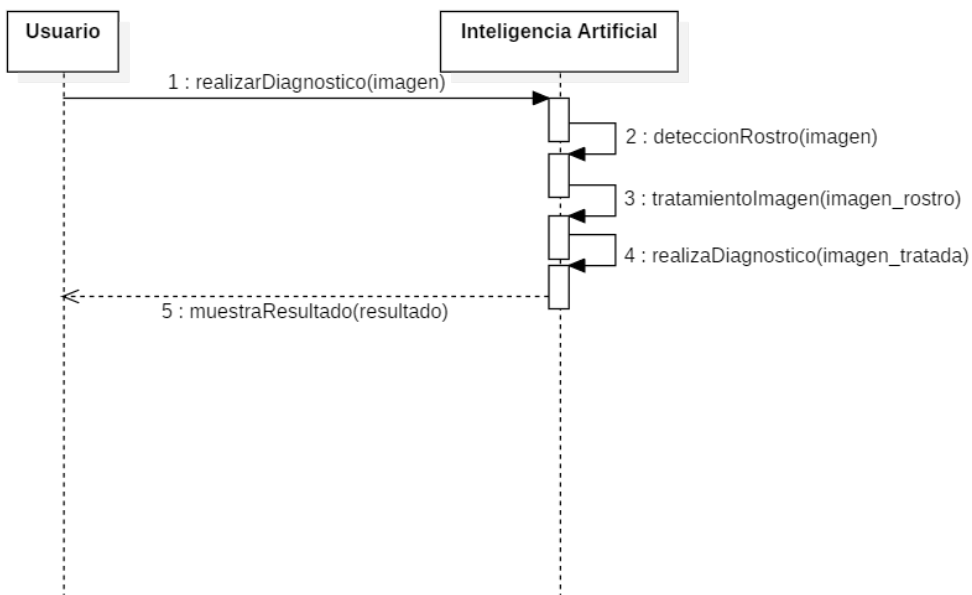 Usuario
Inteligencia Artificial
1 : realizarDiagnostico(imagen)
2 : deteccionRostro(imagen)
3 : tratamientoImagen(imagen_rostro)
4 : realizaDiagnostico(imagen_tratada)
5 : muestraResultado(resultado)